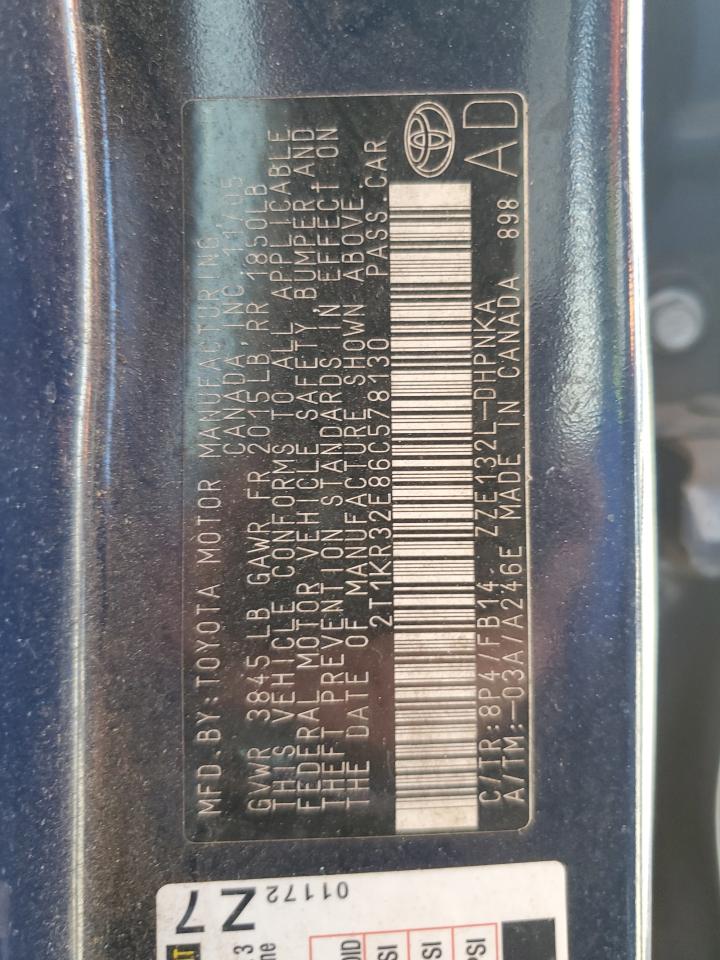 MFD.BY:TOYOTA MOTOR MANUFACTURING
CANADA,INC 11/05
GVWR 3845 LB GAWR FR 2015LB,RR 1850LB
THIS VEHICLE CONFORMS TO ALL APPLICABLE
FEDERAL MOTOR VEHICLE SAFETY,BUMPER,AND
THEFT PREVENTION STANDARDS IN EFFECT ON
THE DATE OF MANUFACTURE SHOWN ABOVE.
2T1KR32E86C578130 PASS.CAR
C/TR:8P4/FB14 ZZE132L-DHPNKA
A/TM:-03A/A246E MADE IN CANADA 898
AD
Z7
01172